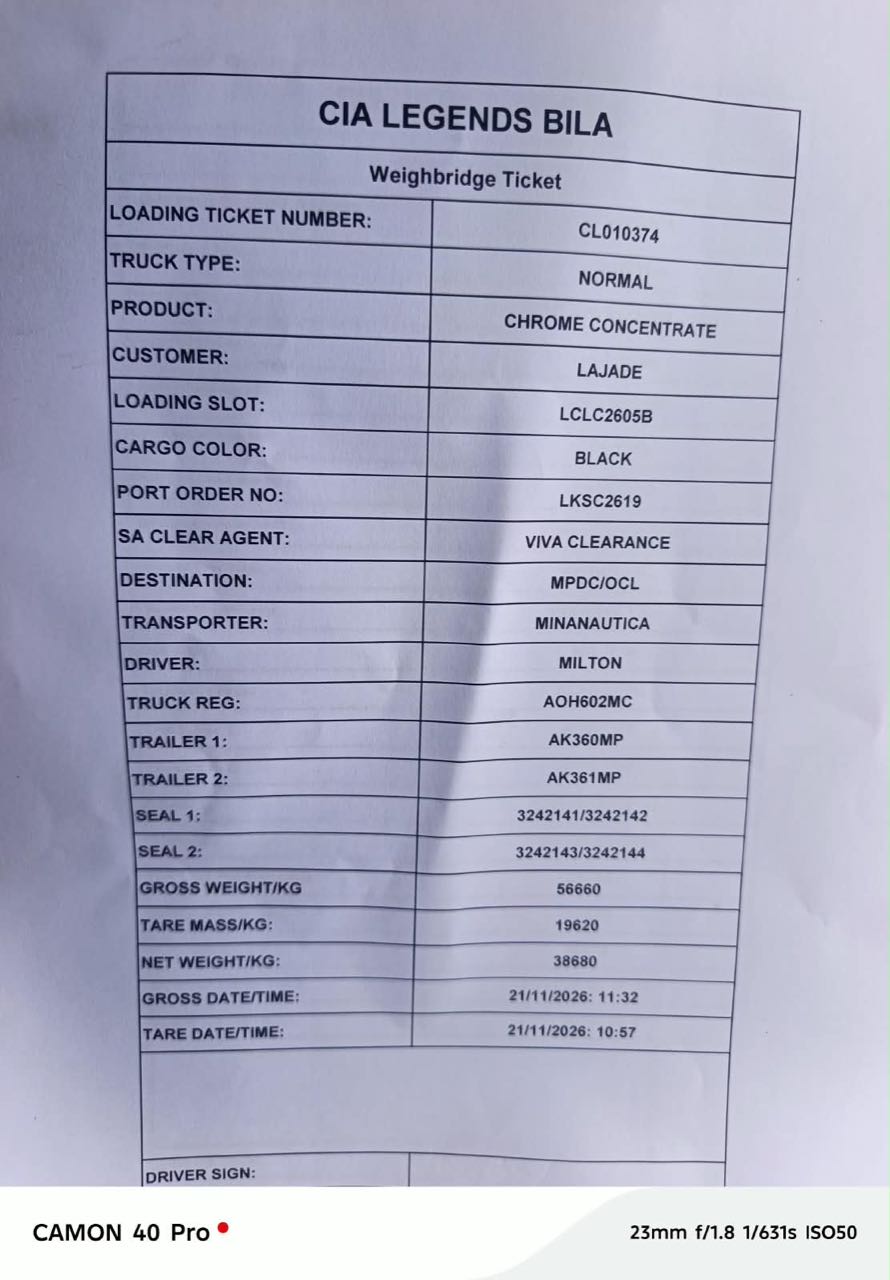 CIA LEGENDS BILA
Weighbridge Ticket
LOADING TICKET NUMBER: CL010374
TRUCK TYPE: NORMAL
PRODUCT: CHROME CONCENTRATE
CUSTOMER: LAJADE
LOADING SLOT: LCLC2605B
CARGO COLOR: BLACK
PORT ORDER NO: LKSC2619
SA CLEAR AGENT: VIVA CLEARANCE
DESTINATION: MPDC/OCL
TRANSPORTER: MINANAUTICA
DRIVER: MILTON
TRUCK REG: AOH602MC
TRAILER 1: AK360MP
TRAILER 2: AK361MP
SEAL 1: 3242141/3242142
SEAL 2: 3242143/3242144
GROSS WEIGHT/KG 56660
TARE MASS/KG: 19620
NET WEIGHT/KG: 38680
GROSS DATE/TIME: 21/11/2026: 11:32
TARE DATE/TIME: 21/11/2026: 10:57
DRIVER SIGN:
CAMON 40 Pro 23mm f/1.8 1/631s ISO50